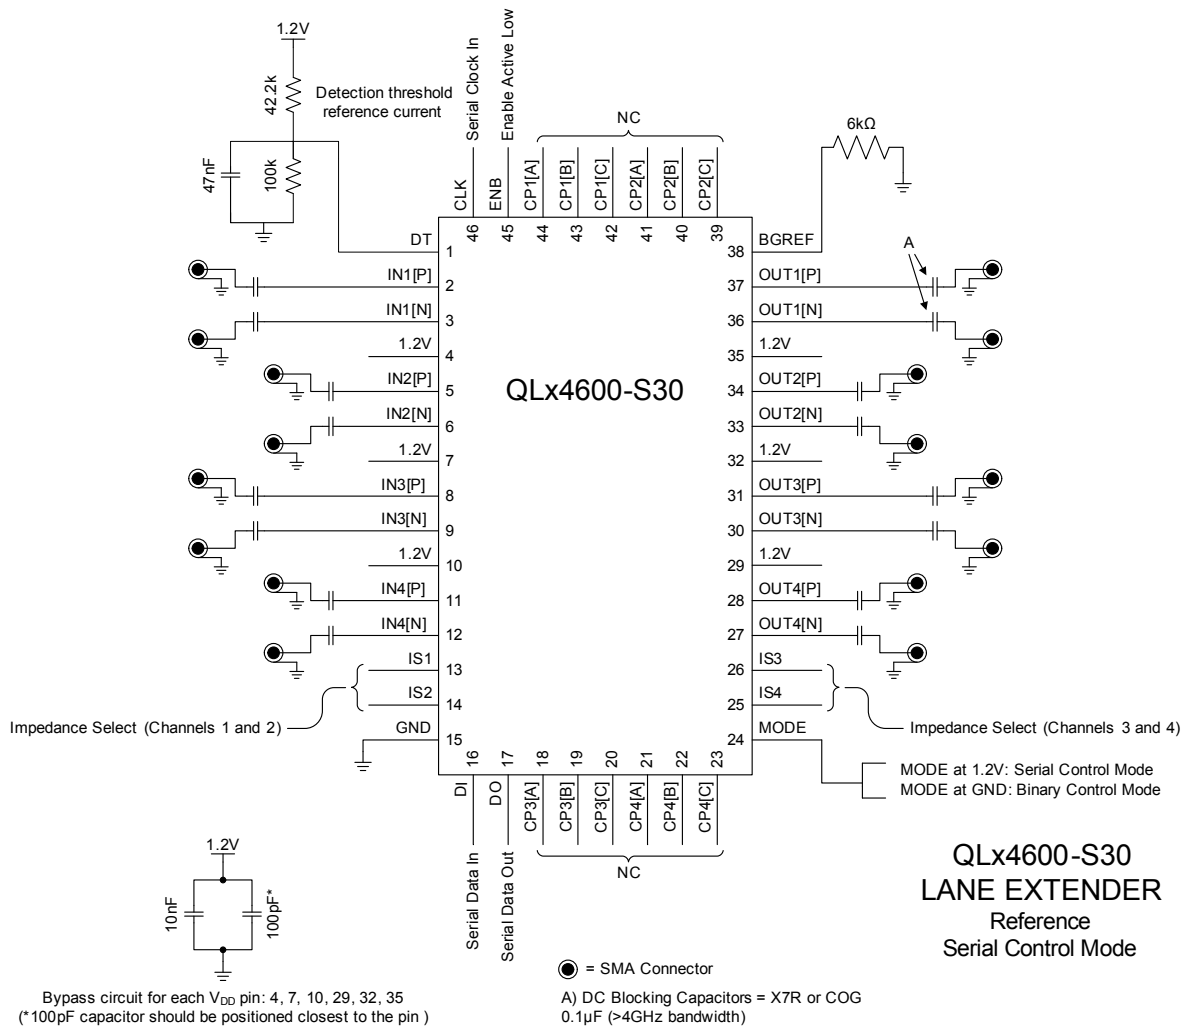 1.2V
42.2k
Detection threshold
reference current
47nF
100k
Serial Clock In
Enable Active Low
NC
6kΩ
CLK
ENB
CP1[A]
CP1[B]
CP1[C]
CP2[A]
CP2[B]
CP2[C]
46
45
44
43
42
41
40
39
DT
1
38
BGREF
A
IN1[P]
2
37
OUT1[P]
IN1[N]
3
36
OUT1[N]
1.2V
4
35
1.2V
IN2[P]
5
34
OUT2[P]
QLx4600-S30
IN2[N]
6
33
OUT2[N]
1.2V
7
32
1.2V
IN3[P]
8
31
OUT3[P]
IN3[N]
9
30
OUT3[N]
1.2V
10
29
1.2V
IN4[P]
11
28
OUT4[P]
IN4[N]
12
27
OUT4[N]
IS1
13
26
IS3
IS2
14
25
IS4
Impedance Select (Channels 1 and 2)
Impedance Select (Channels 3 and 4)
GND
15
24
MODE
MODE at 1.2V: Serial Control Mode
MODE at GND: Binary Control Mode
16
17
18
19
20
21
22
23
DI
DO
CP3[A]
CP3[B]
CP3[C]
CP4[A]
CP4[B]
CP4[C]
NC
Serial Data In
Serial Data Out
1.2V
10nF
100pF*
Bypass circuit for each VDD pin: 4, 7, 10, 29, 32, 35
(*100pF capacitor should be positioned closest to the pin )
= SMA Connector
A) DC Blocking Capacitors = X7R or COG
0.1µF (>4GHz bandwidth)
QLx4600-S30
LANE EXTENDER
Reference
Serial Control Mode